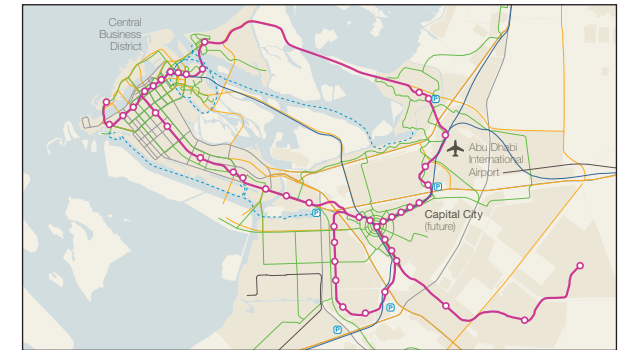 Central
Business
District
P
Abu Dhabi
International
Airport
P
Capital City
(future)
P
P
P